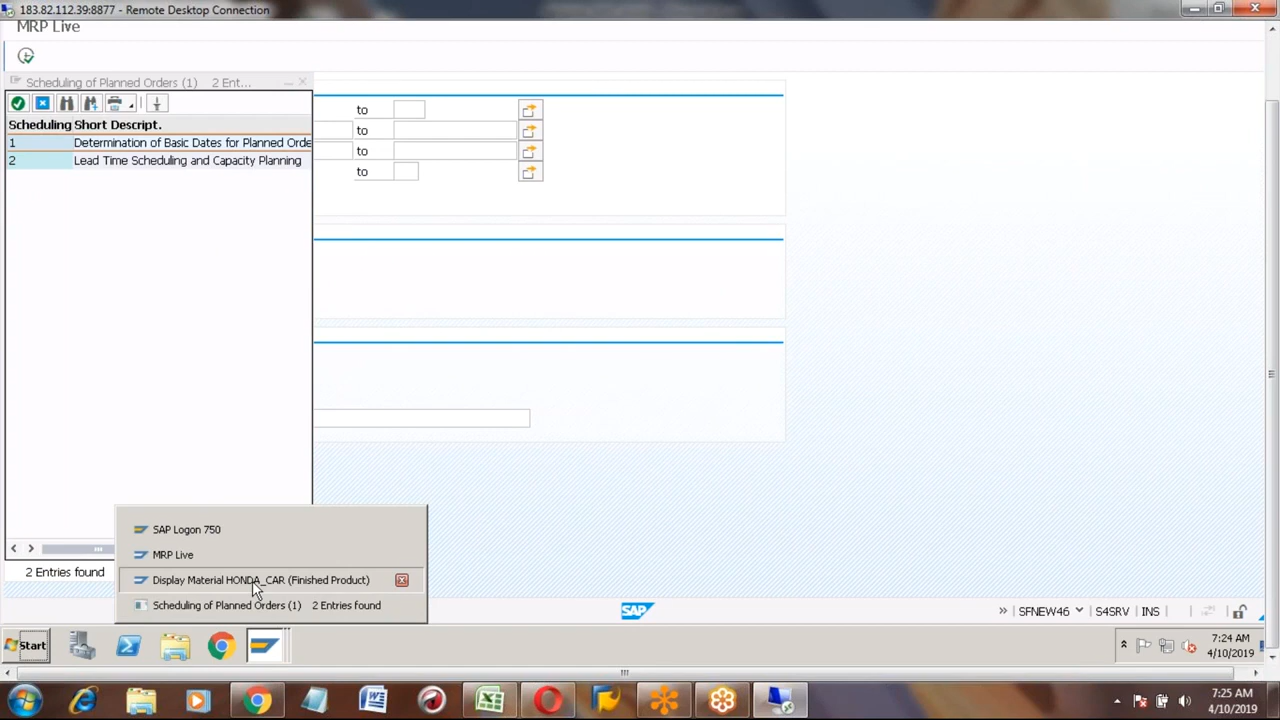 183.82.112.39:8877 - Remote Desktop Connection
MRP Live
Scheduling of Planned Orders (1) 2 Ent...
Scheduling Short Descript.
1 Determination of Basic Dates for Planned Orde
2 Lead Time Scheduling and Capacity Planning
to
to
to
to
SAP Logon 750
MRP Live
Display Material HONDA_CAR (Finished Product)
Scheduling of Planned Orders (1) 2 Entries found
2 Entries found
SAP
SFNEW46
S4SRV
INS
Start
7:24 AM
4/10/2019
7:25 AM
4/10/2019